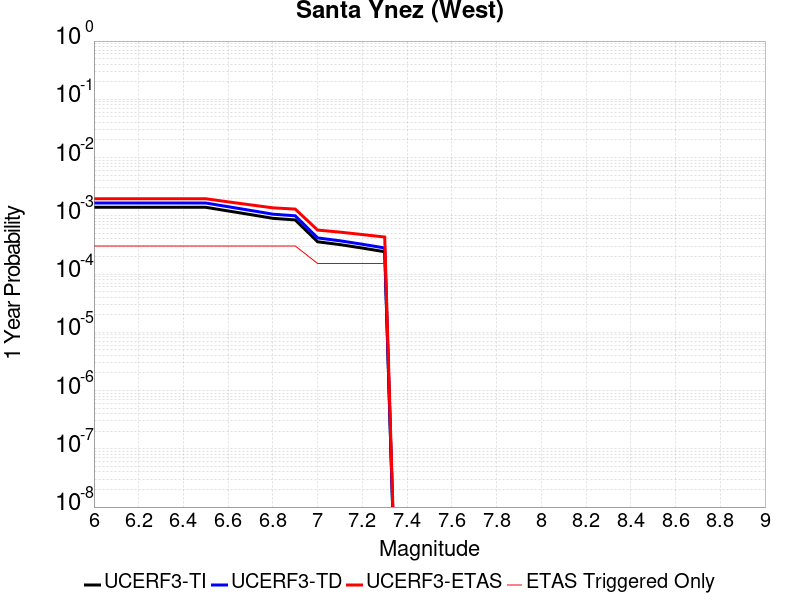 Santa Ynez (West)
10^0
10^-1
10^-2
10^-3
10^-4
10^-5
10^-6
10^-7
10^-8
1 Year Probability
6 6.2 6.4 6.6 6.8 7 7.2 7.4 7.6 7.8 8 8.2 8.4 8.6 8.8 9
Magnitude
UCERF3-TI UCERF3-TD UCERF3-ETAS ETAS Triggered Only